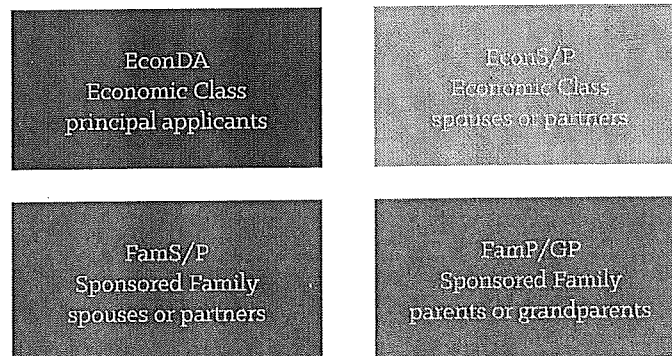 EconDA
Economic Class
principal applicants
EconS/P
Economic Class
spouses or partners
FamS/P
Sponsored Family
spouses or partners
FamP/GP
Sponsored Family
parents or grandparents